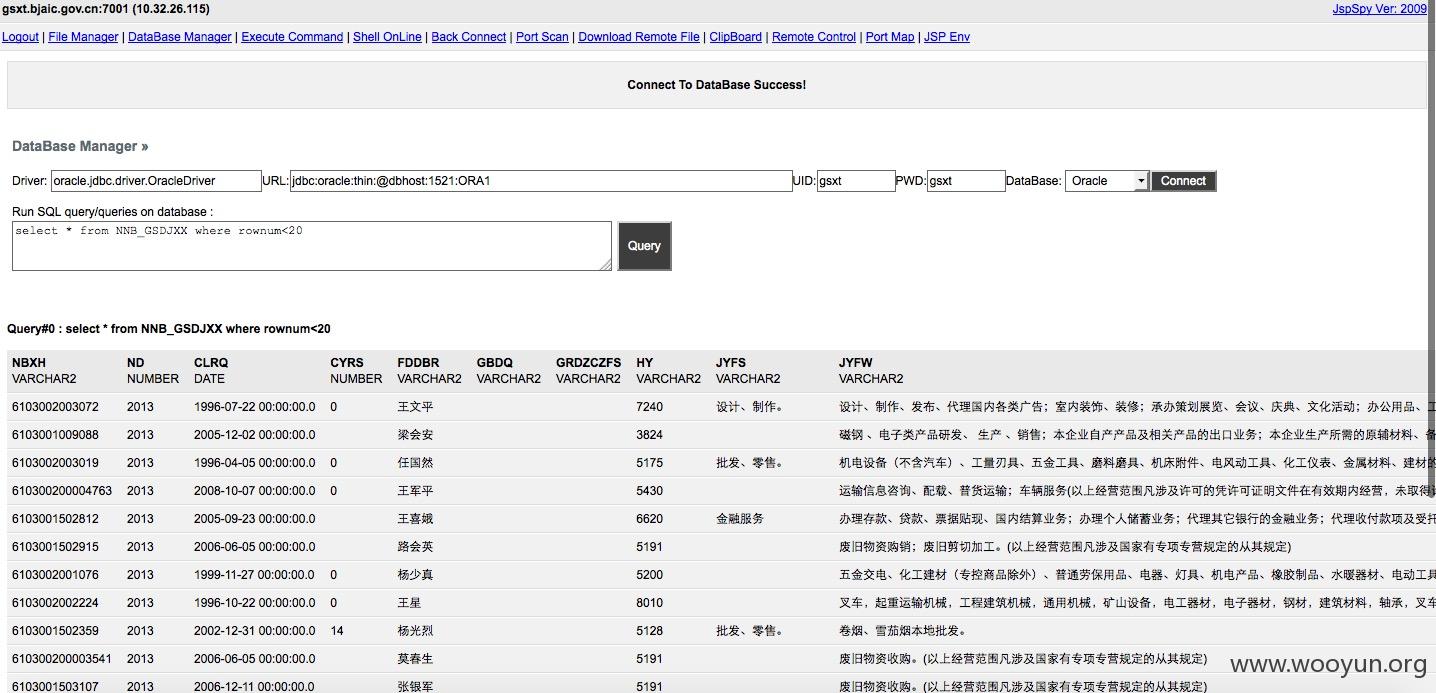 gsxt.bjaic.gov.cn:7001 (10.32.26.115) JspSpy Ver: 2009
Logout | File Manager | DataBase Manager | Execute Command | Shell OnLine | Back Connect | Port Scan | Download Remote File | ClipBoard | Remote Control | Port Map | JSP Env
Connect To DataBase Success!
DataBase Manager »
Driver: oracle.jdbc.driver.OracleDriver URL: jdbc:oracle:thin:@dbhost:1521:ORA1 UID: gsxt PWD: gsxt DataBase: Oracle Connect
Run SQL query/queries on database :
select * from NNB_GSDJXX where rownum<20
Query
Query#0 : select * from NNB_GSDJXX where rownum<20
NBXH ND CLRQ CYRS FDDBR GBDQ GRDZCZFS HY JYFS JYFW
VARCHAR2 NUMBER DATE NUMBER VARCHAR2 VARCHAR2 VARCHAR2 VARCHAR2 VARCHAR2 VARCHAR2
6103002003072 2013 1996-07-22 00:00:00.0 0 王文平 7240 设计、制作。 设计、制作、发布、代理国内各类广告；室内装饰、装修；承办策划展览、会议、庆典、文化活动；办公用品、工
6103001009088 2013 2005-12-02 00:00:00.0 梁会安 3824 磁钢 、电子类产品研发、 生产 、销售；本企业自产产品及相关产品的出口业务；本企业生产所需的原辅材料、备
6103002003019 2013 1996-04-05 00:00:00.0 0 任国然 5175 批发、零售。 机电设备（不含汽车）、工量刃具、五金工具、磨料磨具、机床附件、电风动工具、化工仪表、金属材料、建材的
610300200004763 2013 2008-10-07 00:00:00.0 0 王军平 5430 运输信息咨询、配载、普货运输；车辆服务(以上经营范围凡涉及许可的凭许可证明文件在有效期内经营，未取得许
6103001502812 2013 2005-09-23 00:00:00.0 王喜娥 6620 金融服务 办理存款、贷款、票据贴现、国内结算业务；办理个人储蓄业务；代理其它银行的金融业务；代理收付款项及受托
6103001502915 2013 2006-06-05 00:00:00.0 路会英 5191 废旧物资购销；废旧剪切加工。(以上经营范围凡涉及国家有专项专营规定的从其规定)
6103002001076 2013 1999-11-27 00:00:00.0 0 杨少真 5200 五金交电、化工建材（专控商品除外）、普通劳保用品、电器、灯具、机电产品、橡胶制品、水暖器材、电动工具
6103002002224 2013 1996-10-22 00:00:00.0 0 王星 8010 叉车，起重运输机械，工程建筑机械，通用机械，矿山设备，电工器材，电子器材，钢材，建筑材料，轴承，叉车
6103001502359 2013 2002-12-31 00:00:00.0 14 杨光烈 5128 批发、零售。 卷烟、雪茄烟本地批发。
610300200003541 2013 2006-06-05 00:00:00.0 莫春生 5191 废旧物资收购。(以上经营范围凡涉及国家有专项专营规定的从其规定)
6103001503107 2013 2006-12-11 00:00:00.0 张银军 5191 废旧物资收购。(以上经营范围凡涉及国家有专项专营规定的从其规定)
www.wooyun.org